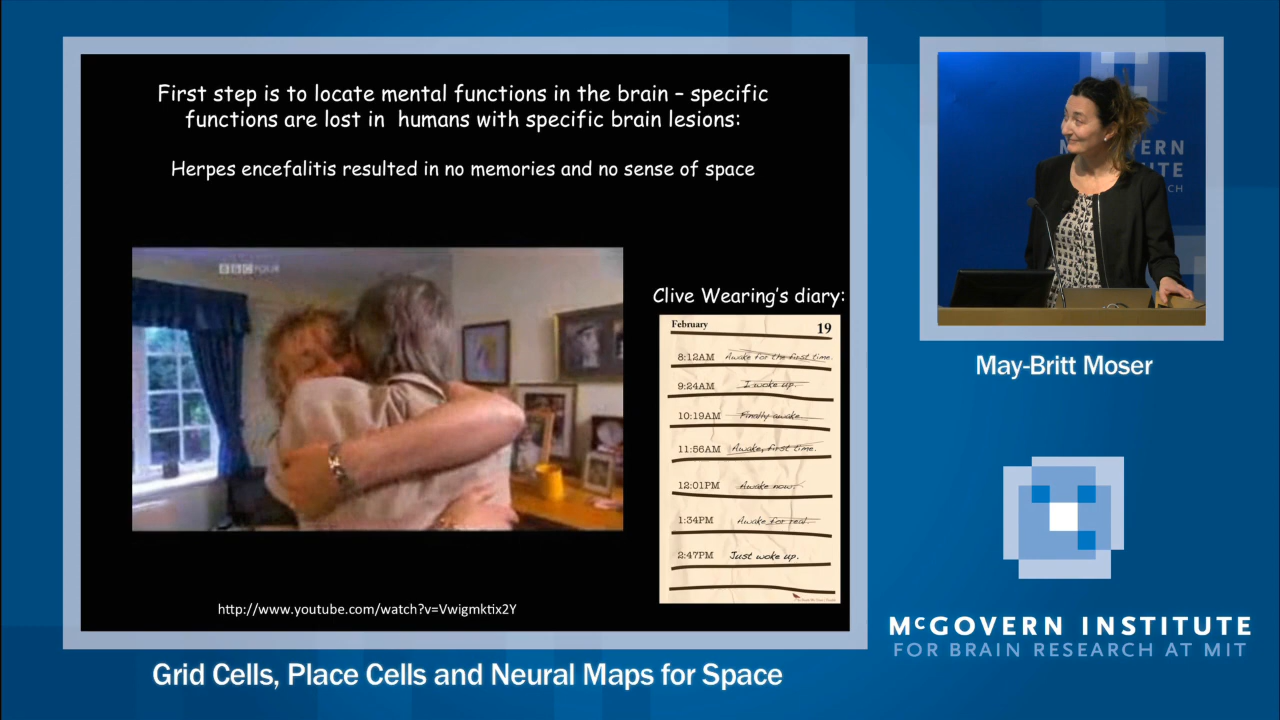 First step is to locate mental functions in the brain – specific
functions are lost in humans with specific brain lesions:
Herpes encefalitis resulted in no memories and no sense of space
BBC FOUR
Clive Wearing's diary:
February 19
8:12AM Awake for the first time.
9:24AM I woke up.
10:19AM Finally awake
11:56AM Awake, first time.
12:01PM Awake now.
1:34PM Awake for real.
2:47PM Just woke up.
http://www.youtube.com/watch?v=Vwigmktix2Y
Grid Cells, Place Cells and Neural Maps for Space
ERN
TE
CH
May-Britt Moser
McGOVERN INSTITUTE
FOR BRAIN RESEARCH AT MIT